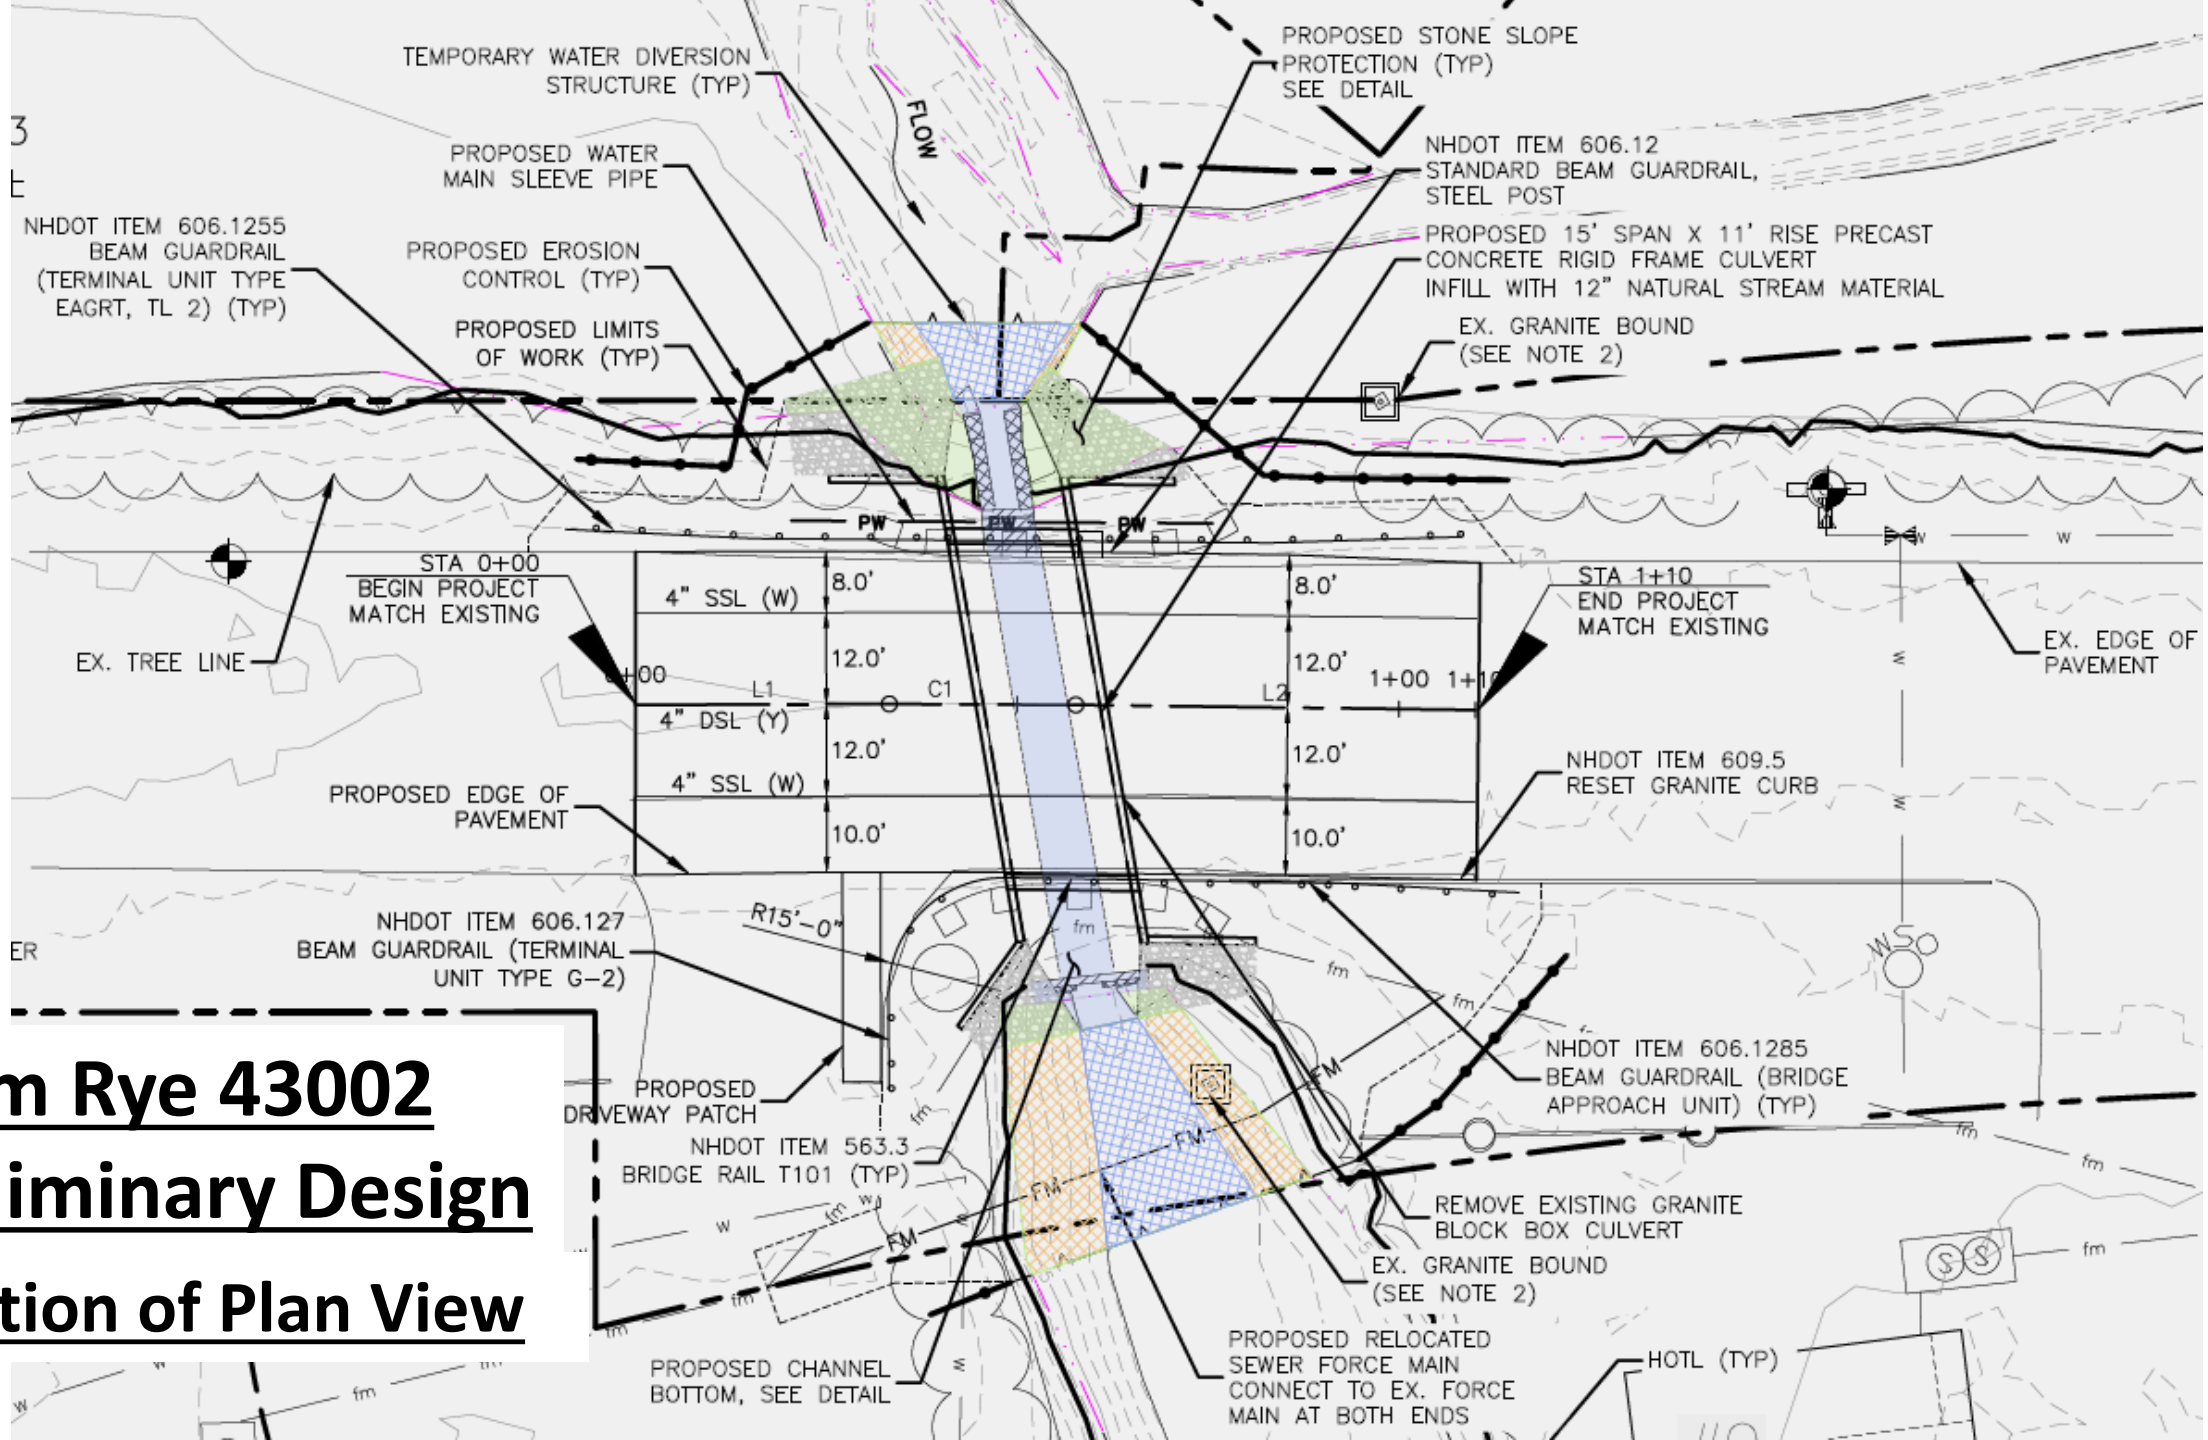 TEMPORARY WATER DIVERSION
STRUCTURE (TYP)
PROPOSED STONE SLOPE
PROTECTION (TYP)
SEE DETAIL
FLOW
3
PROPOSED WATER
MAIN SLEEVE PIPE
NHDOT ITEM 606.12
STANDARD BEAM GUARDRAIL,
STEEL POST
NHDOT ITEM 606.1255
BEAM GUARDRAIL
(TERMINAL UNIT TYPE
EAGRT, TL 2) (TYP)
PROPOSED EROSION
CONTROL (TYP)
PROPOSED 15' SPAN X 11' RISE PRECAST
CONCRETE RIGID FRAME CULVERT
INFILL WITH 12" NATURAL STREAM MATERIAL
PROPOSED LIMITS
OF WORK (TYP)
EX. GRANITE BOUND
(SEE NOTE 2)
PW PW PW
W W
STA 0+00
BEGIN PROJECT
MATCH EXISTING
4" SSL (W)
8.0'
8.0'
STA 1+10
END PROJECT
MATCH EXISTING
EX. TREE LINE
12.0'
12.0'
EX. EDGE OF
PAVEMENT
W
L1
C1
L2
1+00
4" DSL (Y)
12.0'
12.0'
4" SSL (W)
NHDOT ITEM 609.5
RESET GRANITE CURB
W
PROPOSED EDGE OF
PAVEMENT
10.0'
10.0'
NHDOT ITEM 606.127
BEAM GUARDRAIL (TERMINAL
UNIT TYPE G-2)
R15'-0"
fm
fm
fm
WSO
ER
m Rye 43002
iminary Design
tion of Plan View
PROPOSED
DRIVEWAY PATCH
fm
FM
NHDOT ITEM 606.1285
BEAM GUARDRAIL (BRIDGE
APPROACH UNIT) (TYP)
NHDOT ITEM 563.3
BRIDGE RAIL T101 (TYP)
FM
FM
fm
fm
REMOVE EXISTING GRANITE
BLOCK BOX CULVERT
W
W
fm
FM
EX. GRANITE BOUND
(SEE NOTE 2)
SS
fm
fm
fm
PROPOSED RELOCATED
SEWER FORCE MAIN
CONNECT TO EX. FORCE
MAIN AT BOTH ENDS
HOTL (TYP)
PROPOSED CHANNEL
BOTTOM, SEE DETAIL
W
W
fm
fm
W